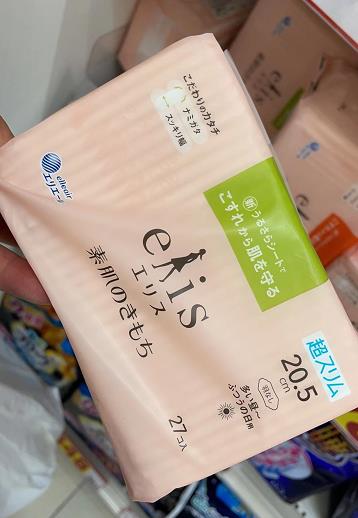 こだわりのカタチ
ナミガタ
スッキリ幅
elleair
エリエール
新うるさらシートで
こすれから肌を守る
elis
エリス
素肌のきもち
超スリム
20.5
cm
羽なし
多い昼~
ふつうの日用
27コ入